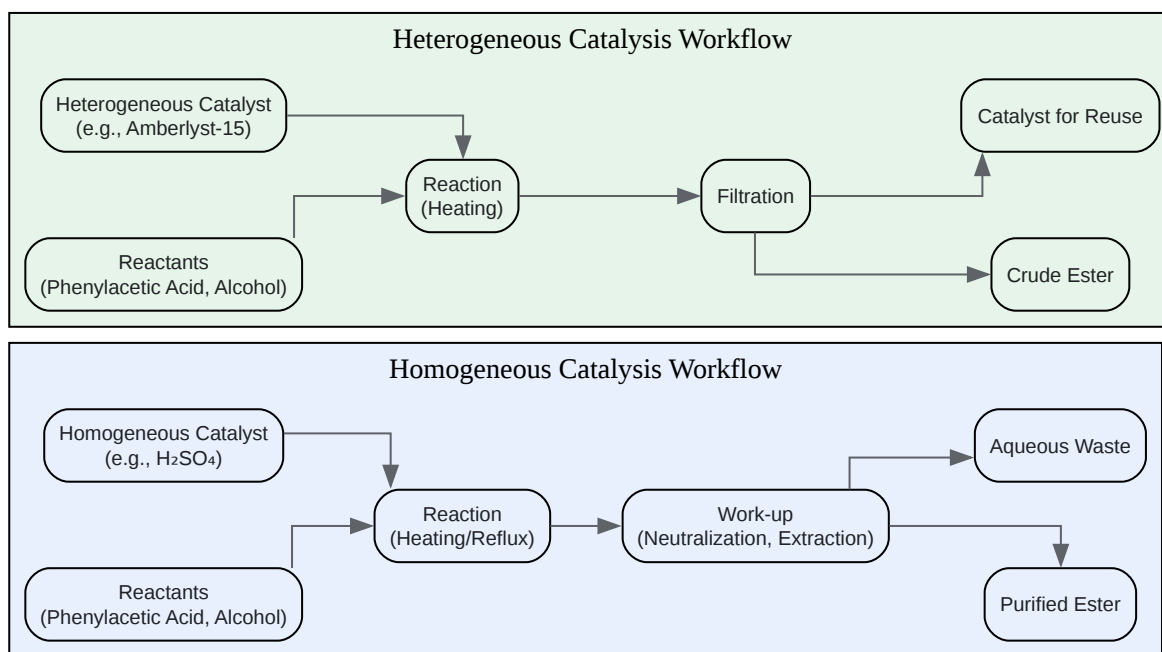 Heterogeneous Catalysis Workflow
Heterogeneous Catalyst
(e.g., Amberlyst-15)
Catalyst for Reuse
Reaction
(Heating)
Filtration
Reactants
(Phenylacetic Acid, Alcohol)
Crude Ester
Homogeneous Catalysis Workflow
Homogeneous Catalyst
(e.g., H₂SO₄)
Aqueous Waste
Reaction
(Heating/Reflux)
Work-up
(Neutralization, Extraction)
Reactants
(Phenylacetic Acid, Alcohol)
Purified Ester